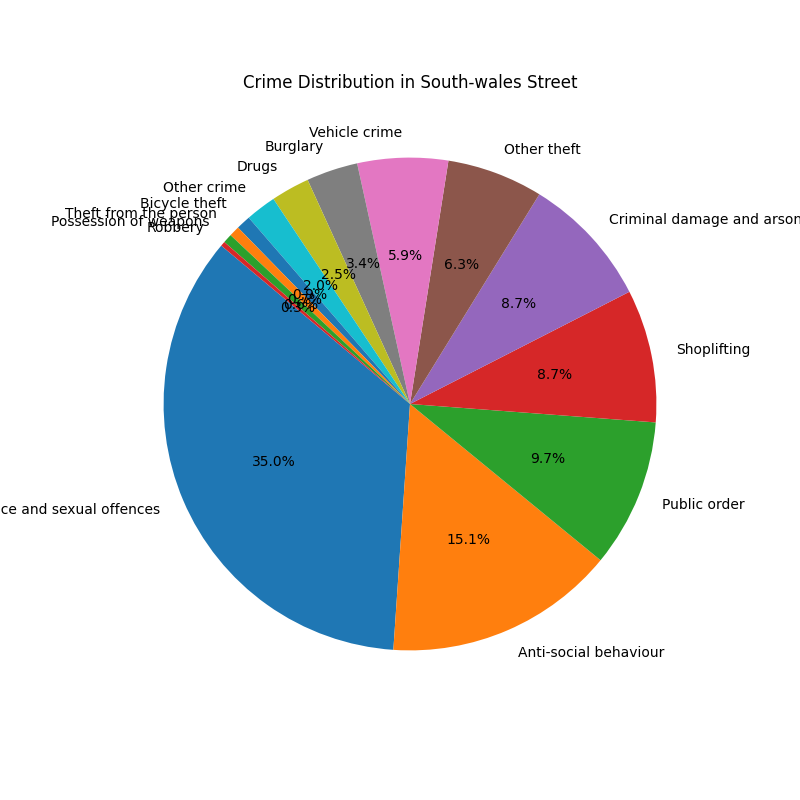 Crime Distribution in South-wales Street
Vehicle crime
Burglary
Other theft
Drugs
Other crime
Bicycle theft
Theft from the person
Possession of weapons
Robbery
Criminal damage and arson
Shoplifting
Public order
Anti-social behaviour
ce and sexual offences
5.9%
6.3%
3.4%
2.5%
2.0%
0.9%
0.3%
8.7%
8.7%
9.7%
15.1%
35.0%